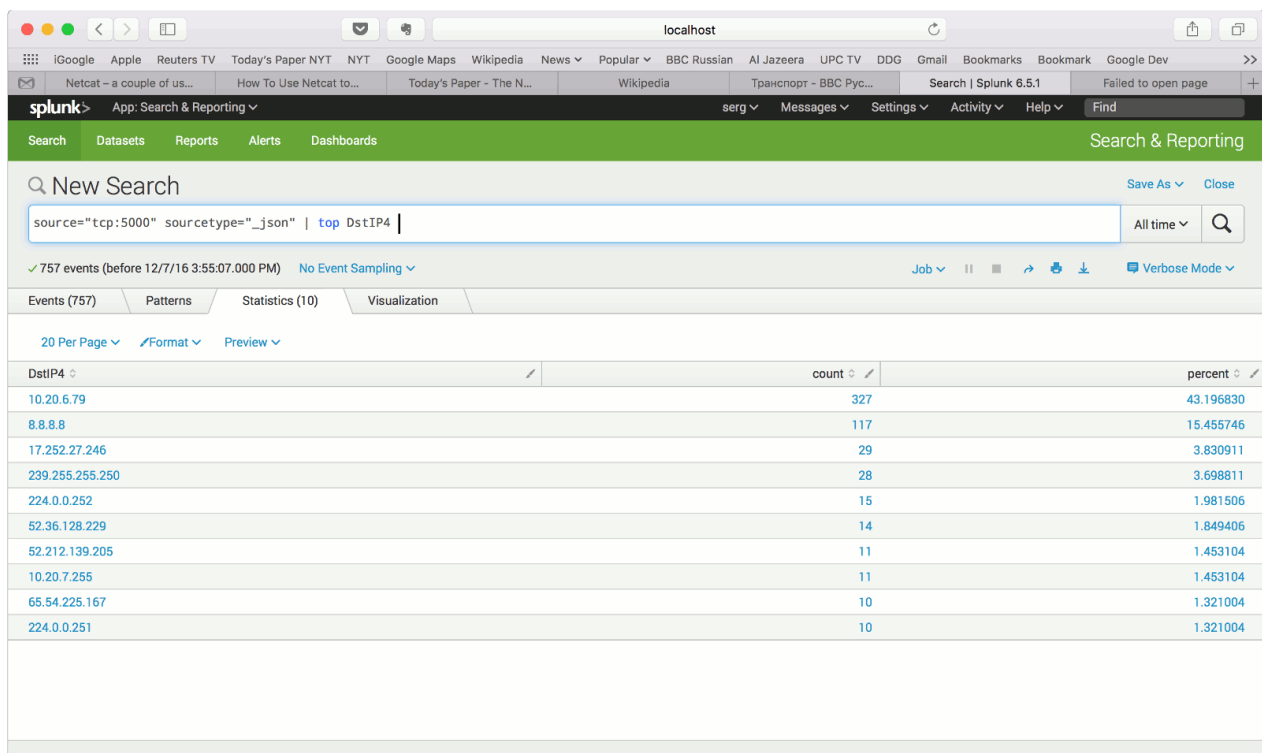 localhost
iGoogle Apple Reuters TV Today's Paper NYT NYT Google Maps Wikipedia News Popular BBC Russian Al Jazeera UPC TV DDG Gmail Bookmarks Bookmark Google Dev >>
Netcat – a couple of us... How To Use Netcat to... Today's Paper - The N... Wikipedia Транспорт - BBC Рус... Search | Splunk 6.5.1 Failed to open page +
splunk> App: Search & Reporting serg Messages Settings Activity Help Find
Search Datasets Reports Alerts Dashboards Search & Reporting
New Search Save As Close
source="tcp:5000" sourcetype="_json" | top DstIP4 All time
✓ 757 events (before 12/7/16 3:55:07.000 PM) No Event Sampling Job Verbose Mode
Events (757) Patterns Statistics (10) Visualization
20 Per Page Format Preview
DstIP4 count percent
10.20.6.79 327 43.196830
8.8.8.8 117 15.455746
17.252.27.246 29 3.830911
239.255.255.250 28 3.698811
224.0.0.252 15 1.981506
52.36.128.229 14 1.849406
52.212.139.205 11 1.453104
10.20.7.255 11 1.453104
65.54.225.167 10 1.321004
224.0.0.251 10 1.321004